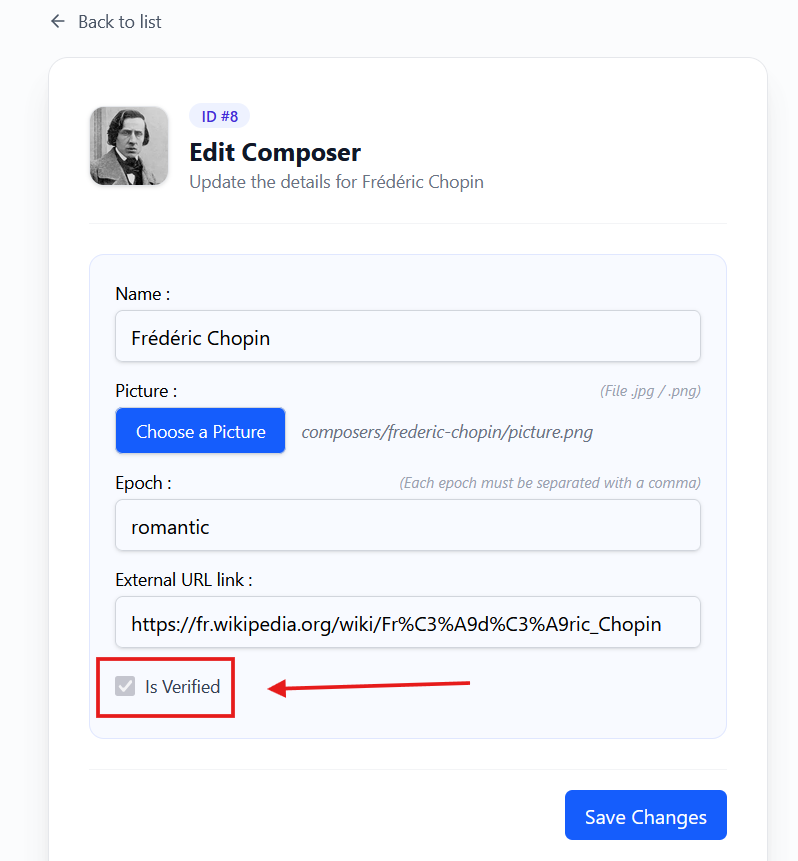 Back to list
ID #8
Edit Composer
Update the details for Frédéric Chopin
Name :
Frédéric Chopin
Picture :
(File .jpg / .png)
Choose a Picture
composers/frederic-chopin/picture.png
Epoch :
(Each epoch must be separated with a comma)
romantic
External URL link :
https://fr.wikipedia.org/wiki/Fr%C3%A9d%C3%A9ric_Chopin
Is Verified
Save Changes